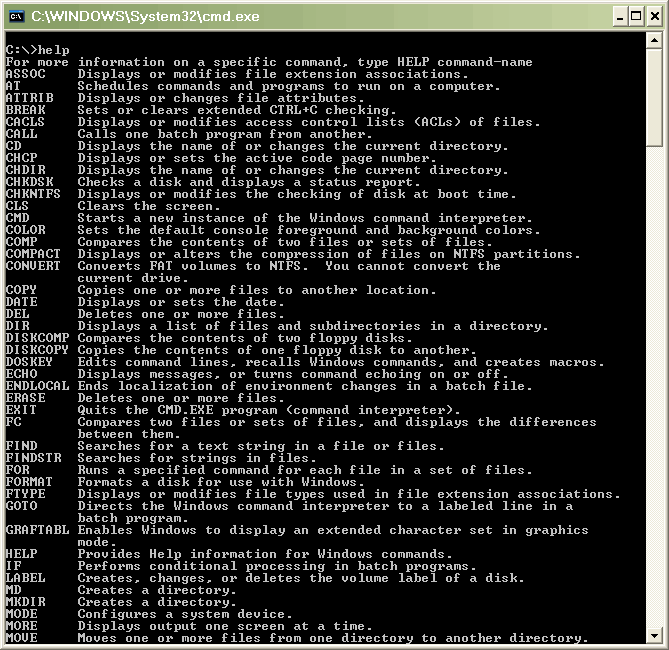 C:\WINDOWS\System32\cmd.exe
C:\>help
For more information on a specific command, type HELP command-name
ASSOC    Displays or modifies file extension associations.
AT       Schedules commands and programs to run on a computer.
ATTRIB   Displays or changes file attributes.
BREAK    Sets or clears extended CTRL+C checking.
CACLS    Displays or modifies access control lists (ACLs) of files.
CALL     Calls one batch program from another.
CD       Displays the name of or changes the current directory.
CHCP     Displays or sets the active code page number.
CHDIR    Displays the name of or changes the current directory.
CHKDSK   Checks a disk and displays a status report.
CHKNTFS  Displays or modifies the checking of disk at boot time.
CLS      Clears the screen.
CMD      Starts a new instance of the Windows command interpreter.
COLOR    Sets the default console foreground and background colors.
COMP     Compares the contents of two files or sets of files.
COMPACT  Displays or alters the compression of files on NTFS partitions.
CONVERT  Converts FAT volumes to NTFS.  You cannot convert the
         current drive.
COPY     Copies one or more files to another location.
DATE     Displays or sets the date.
DEL      Deletes one or more files.
DIR      Displays a list of files and subdirectories in a directory.
DISKCOMP Compares the contents of two floppy disks.
DISKCOPY Copies the contents of one floppy disk to another.
DOSKEY   Edits command lines, recalls Windows commands, and creates macros.
ECHO     Displays messages, or turns command echoing on or off.
ENDLOCAL Ends localization of environment changes in a batch file.
ERASE    Deletes one or more files.
EXIT     Quits the CMD.EXE program (command interpreter).
FC       Compares two files or sets of files, and displays the differences
         between them.
FIND     Searches for a text string in a file or files.
FINDSTR  Searches for strings in files.
FOR      Runs a specified command for each file in a set of files.
FORMAT   Formats a disk for use with Windows.
FTYPE    Displays or modifies file types used in file extension associations.
GOTO     Directs the Windows command interpreter to a labeled line in a
         batch program.
GRAFTABL Enables Windows to display an extended character set in graphics
         mode.
HELP     Provides Help information for Windows commands.
IF       Performs conditional processing in batch programs.
LABEL    Creates, changes, or deletes the volume label of a disk.
MD       Creates a directory.
MKDIR    Creates a directory.
MODE     Configures a system device.
MORE     Displays output one screen at a time.
MOVE     Moves one or more files from one directory to another directory.